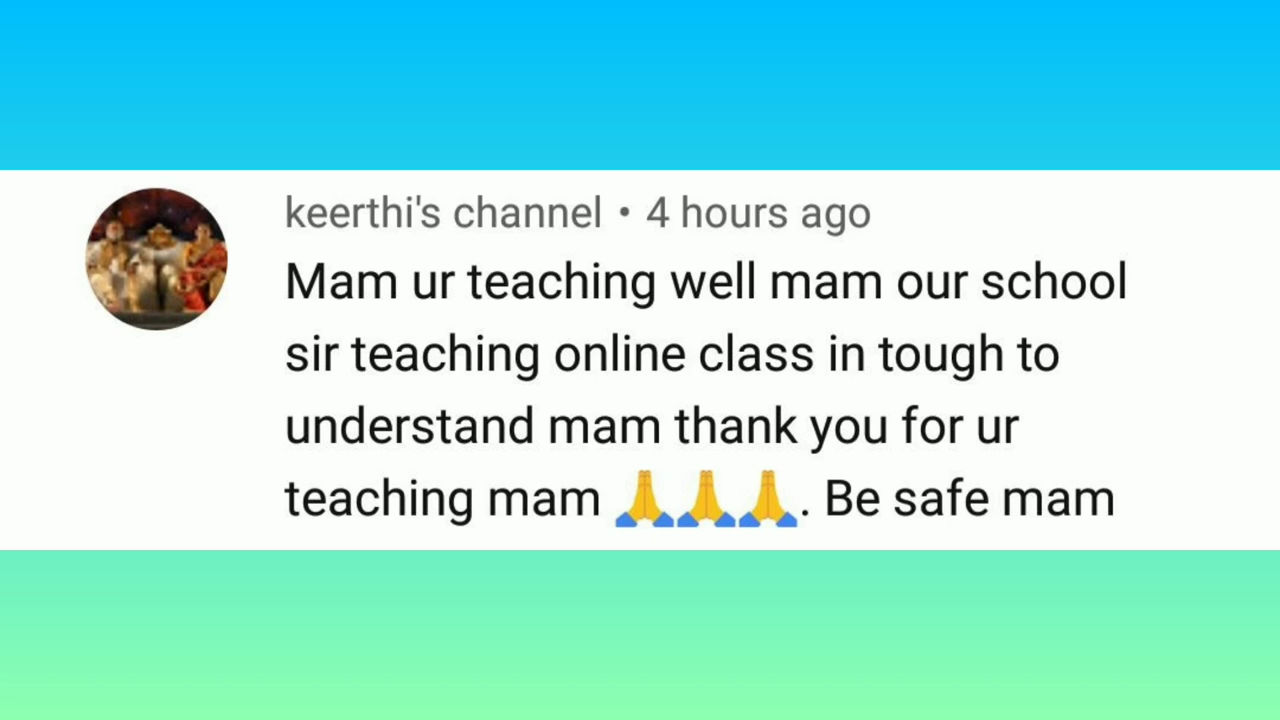 keerthi's channel • 4 hours ago
Mam ur teaching well mam our school
sir teaching online class in tough to
understand mam thank you for ur
teaching mam 🙏🙏🙏. Be safe mam